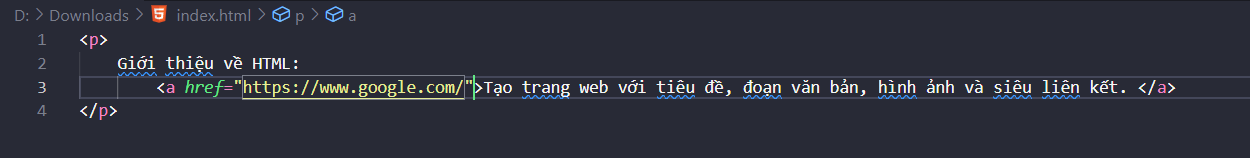 D: > Downloads > index.html > p > a
1 <p>
2 Giới thiệu về HTML:
3 <a href="https://www.google.com/">Tạo trang web với tiêu đề, đoạn văn bản, hình ảnh và siêu liên kết. </a>
4 </p>